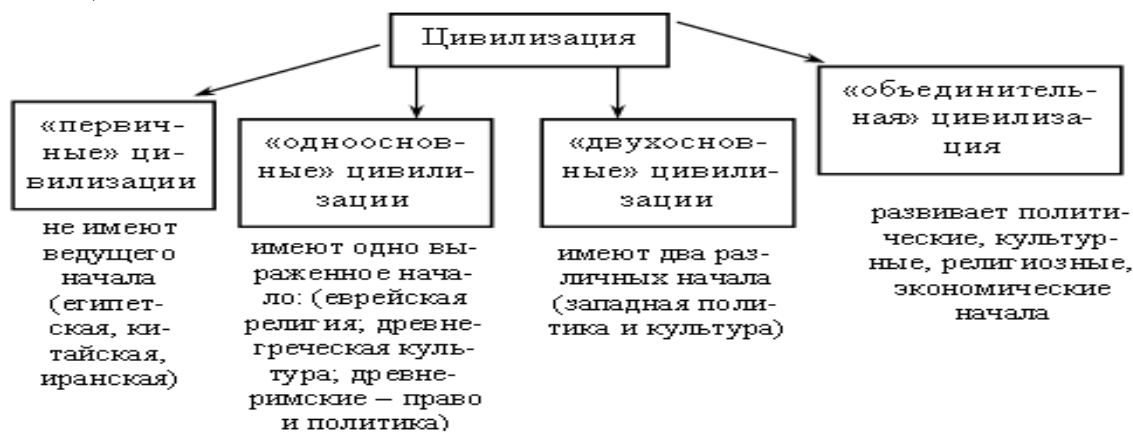 Цивилизация
«первич-
ные» ци-
вилизации
не имеют
ведущего
начала
(египет-
ская, ки-
тайская,
иранская)
«одноосновны-
ные» цивили-
зации
имеют одно вы-
раженное нача-
ло: (еврейская
религия; древне-
греческая куль-
тура; древне-
римские – право
и политика)
«двухоснов-
ные» цивили-
зации
имеют два раз-
личных начала
(западная поли-
тика и культура)
«объединитель-
ная» цивилиза-
ция
развивает полити-
ческие, культур-
ные, религиозные,
экономические
начала